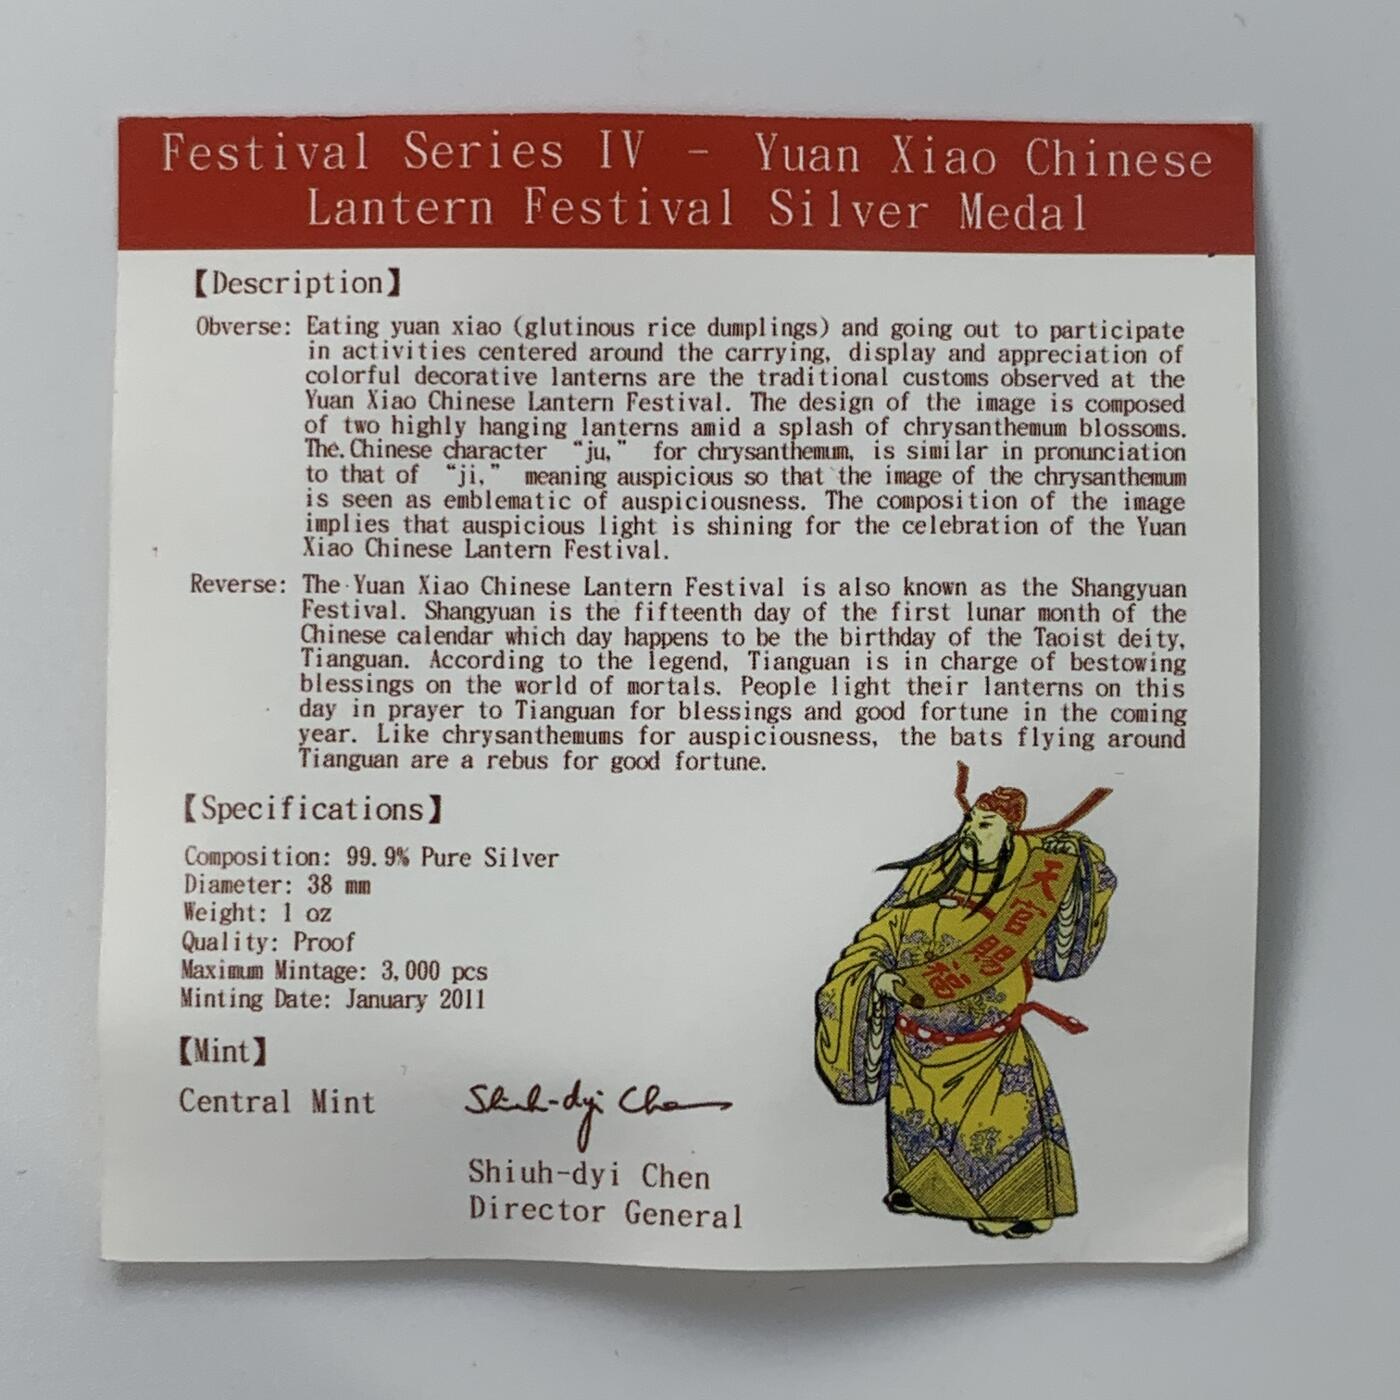 Festival Series IV - Yuan Xiao Chinese
Lantern Festival Silver Medal
【Description】
Obverse: Eating yuan xiao (glutinous rice dumplings) and going out to participate
in activities centered around the carrying, display and appreciation of
colorful decorative lanterns are the traditional customs observed at the
Yuan Xiao Chinese Lantern Festival. The design of the image is composed
of two highly hanging lanterns amid a splash of chrysanthemum blossoms.
The Chinese character “ju,” for chrysanthemum, is similar in pronunciation
to that of “ji,” meaning auspicious so that the image of the chrysanthemum
is seen as emblematic of auspiciousness. The composition of the image
implies that auspicious light is shining for the celebration of the Yuan
Xiao Chinese Lantern Festival.
Reverse: The Yuan Xiao Chinese Lantern Festival is also known as the Shangyuan
Festival. Shangyuan is the fifteenth day of the first lunar month of the
Chinese calendar which day happens to be the birthday of the Taoist deity,
Tianguan. According to the legend, Tianguan is in charge of bestowing
blessings on the world of mortals. People light their lanterns on this
day in prayer to Tianguan for blessings and good fortune in the coming
year. Like chrysanthemums for auspiciousness, the bats flying around
Tianguan are a rebus for good fortune.
【Specifications】
Composition: 99.9% Pure Silver
Diameter: 38 mm
Weight: 1 oz
Quality: Proof
Maximum Mintage: 3,000 pcs
Minting Date: January 2011
【Mint】
Central Mint
Shiuh-dyi Chen
Shiuh-dyi Chen
Director General
天官賜福